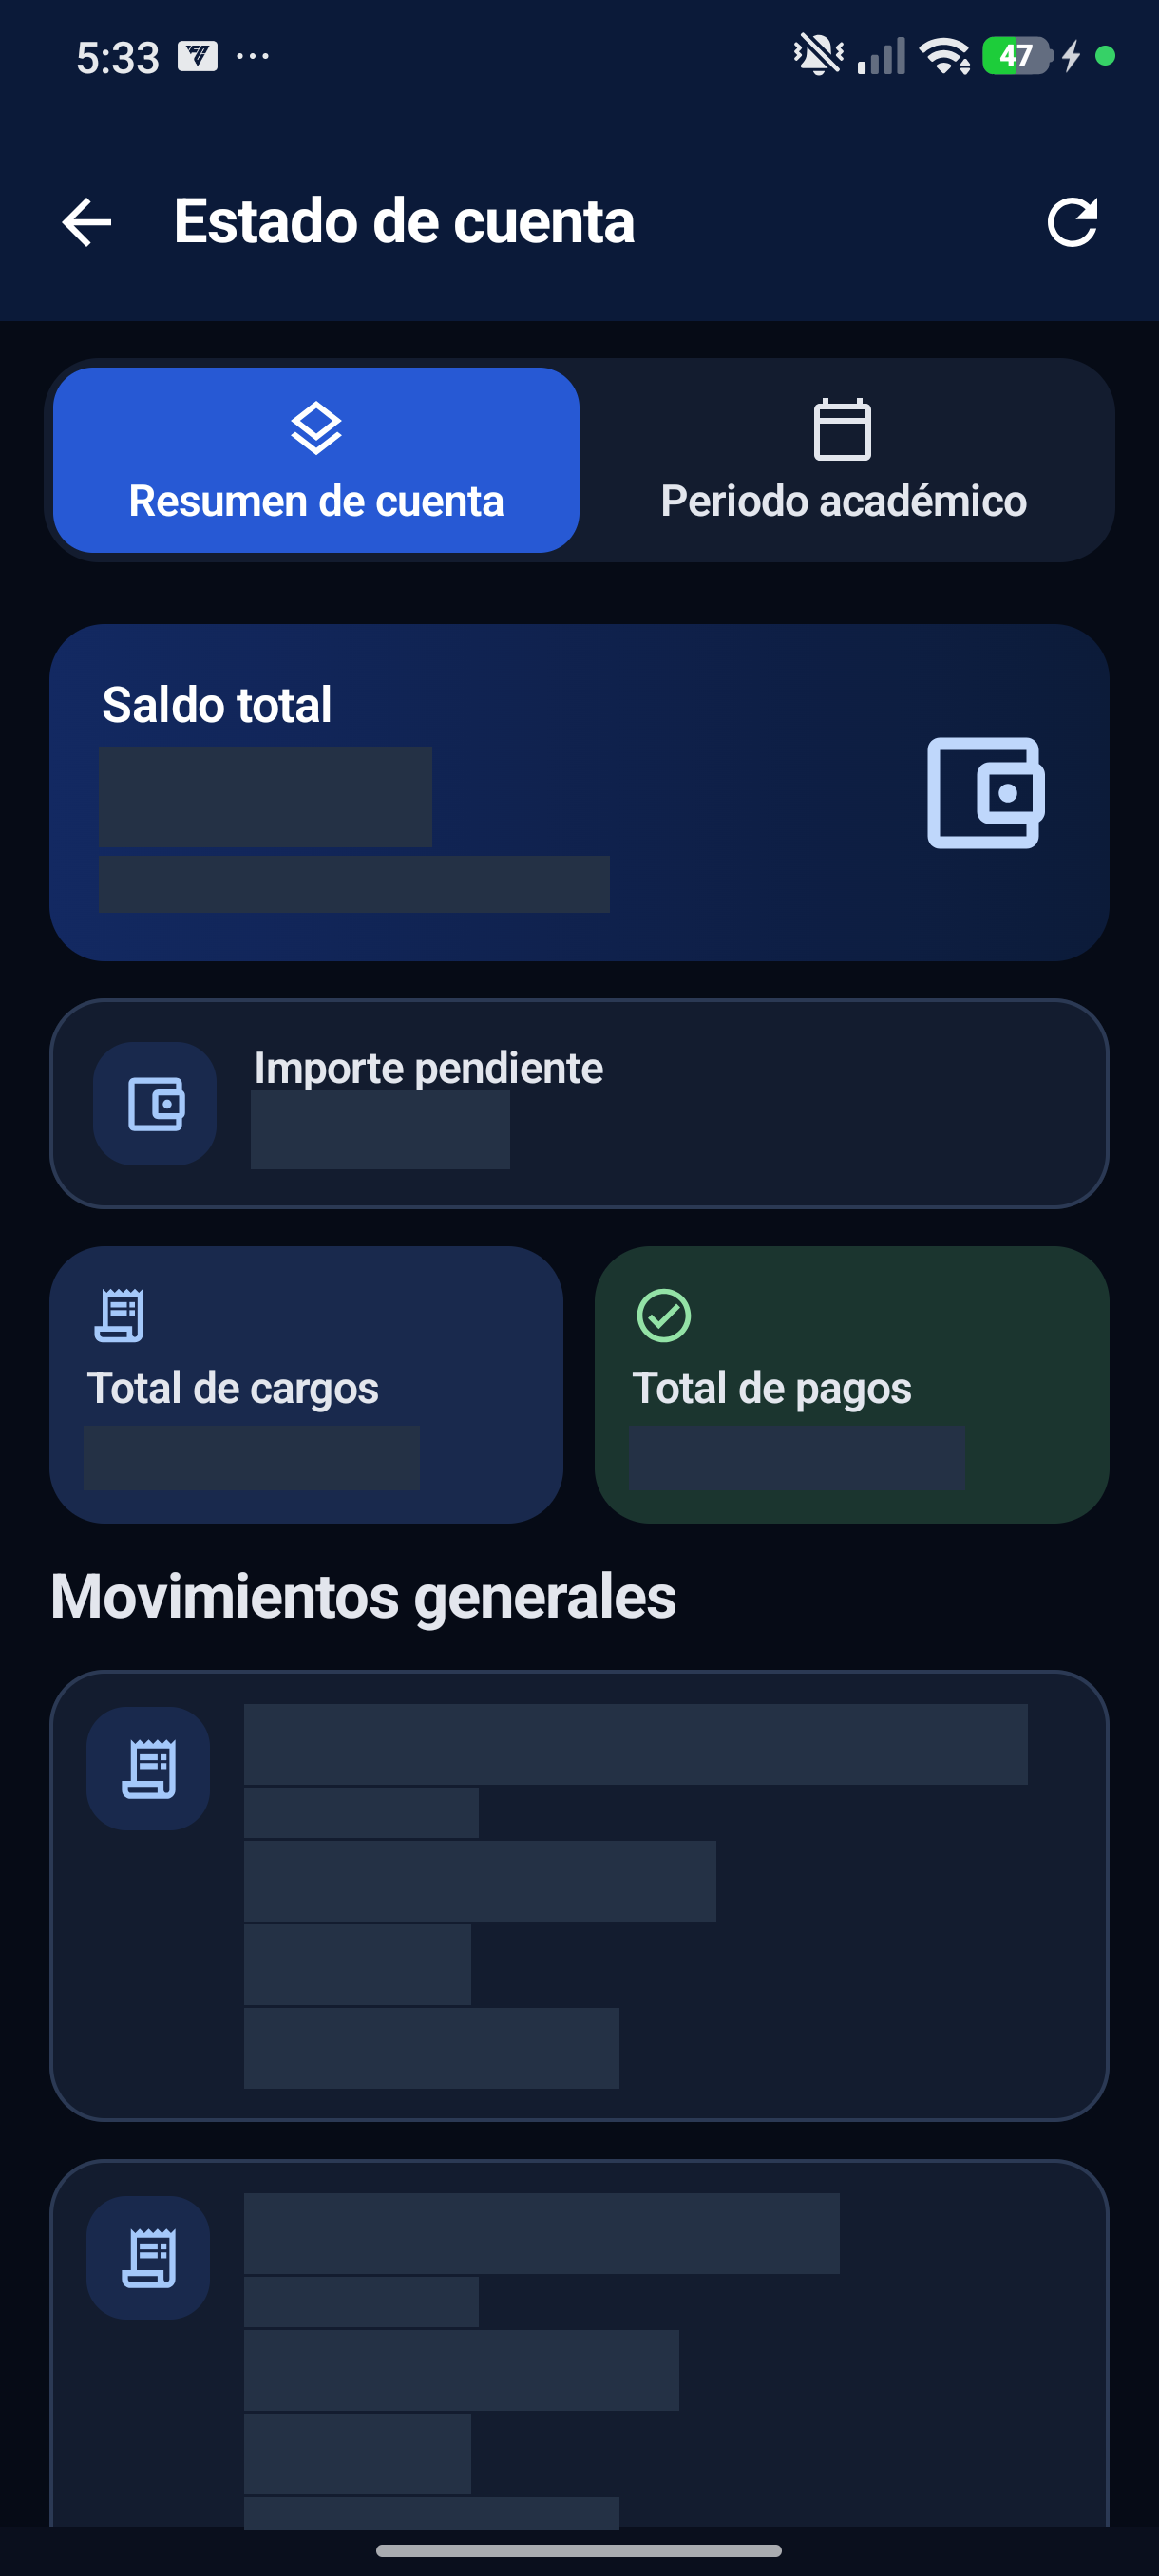 5:33
47
Estado de cuenta
Resumen de cuenta
Periodo académico
Saldo total
Importe pendiente
Total de cargos
Total de pagos
Movimientos generales